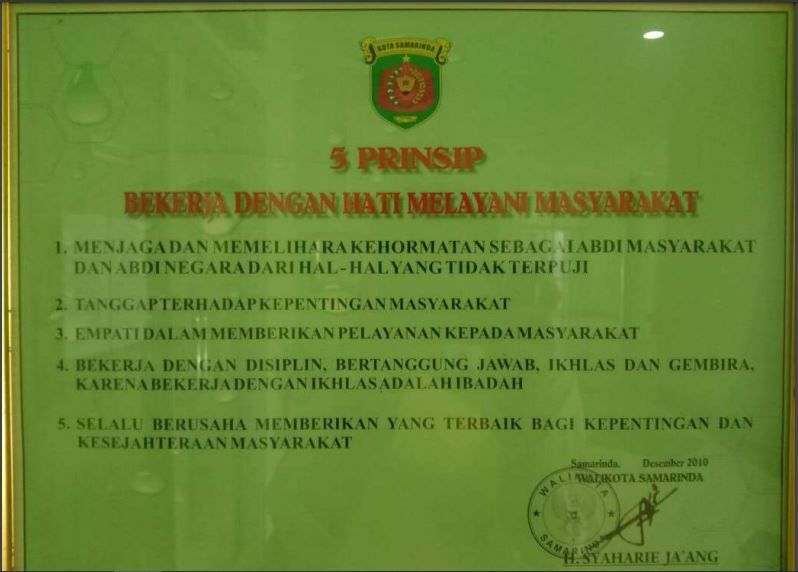 KOTA SAMARINDA
5 PRINSIP
BEKERJA DENGAN HATI MELAYANI MASYARAKAT
1. MENJAGA DAN MEMELIHARA KEHORMATAN SEBAGAI ABDI MASYARAKAT
DAN ABDI NEGARA DARI HAL - HAL YANG TIDAK TERPUJI
2. TANGGAP TERHADAP KEPENTINGAN MASYARAKAT
3. EMPATI DALAM MEMBERIKAN PELAYANAN KEPADA MASYARAKAT
4. BEKERJA DENGAN DISIPLIN, BERTANGGUNG JAWAB, IKHLAS DAN GEMBIRA,
KARENA BEKERJA DENGAN IKHLAS ADALAH IBADAH
5. SELALU BERUSAHA MEMBERIKAN YANG TERBAIK BAGI KEPENTINGAN DAN
KESEJAHTERAAN MASYARAKAT
Samarinda, Desember 2010
WALIKOTA SAMARINDA
WALIKOTA
SAMARINDA
H. SYAHARIE JA'ANG